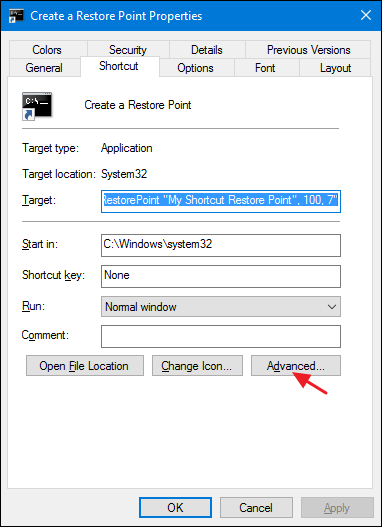 Create a Restore Point Properties
Colors Security Details Previous Versions
General Shortcut Options Font Layout
C:\
Create a Restore Point
Target type: Application
Target location: System32
Target: RestorePoint "My Shortcut Restore Point", 100, 7"
Start in: C:\Windows\system32
Shortcut key: None
Run: Normal window
Comment:
Open File Location Change Icon... Advanced...
OK Cancel Apply